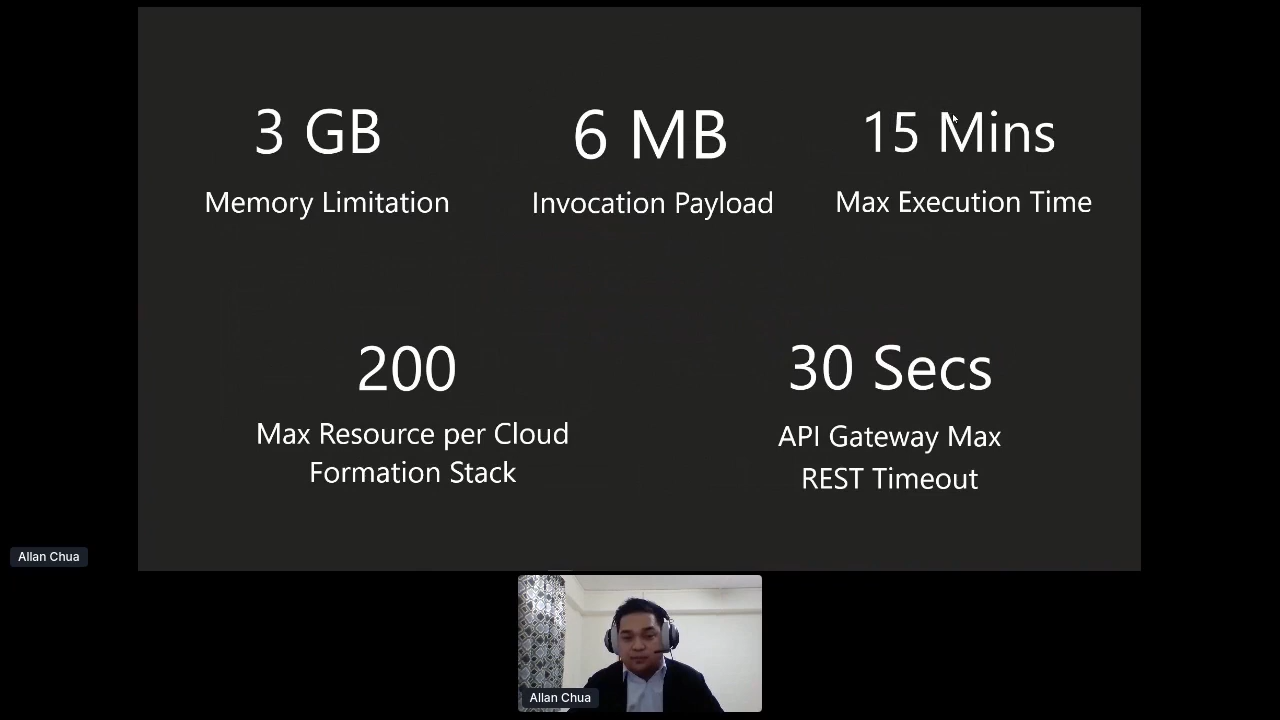 3 GB
Memory Limitation
6 MB
Invocation Payload
15 Mins
Max Execution Time
200
Max Resource per Cloud
Formation Stack
30 Secs
API Gateway Max
REST Timeout
Allan Chua
Allan Chua